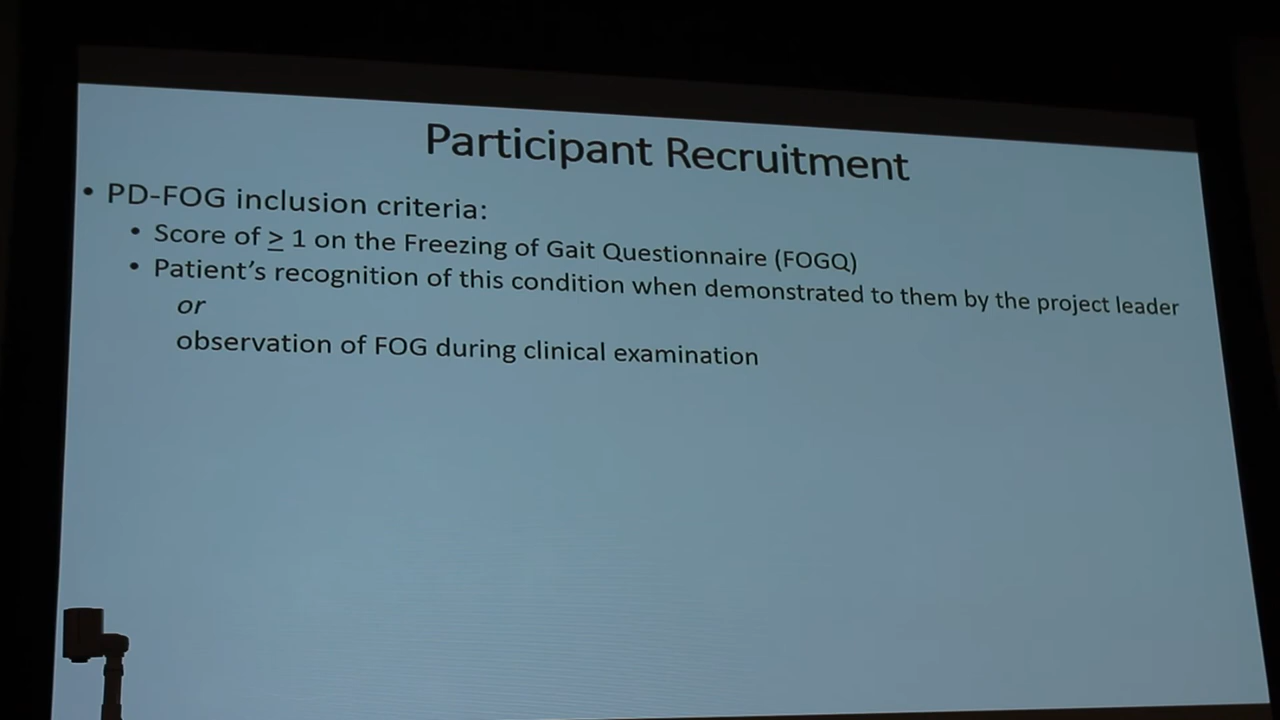 Participant Recruitment
• PD-FOG inclusion criteria:
• Score of ≥ 1 on the Freezing of Gait Questionnaire (FOGQ)
• Patient's recognition of this condition when demonstrated to them by the project leader
or
observation of FOG during clinical examination